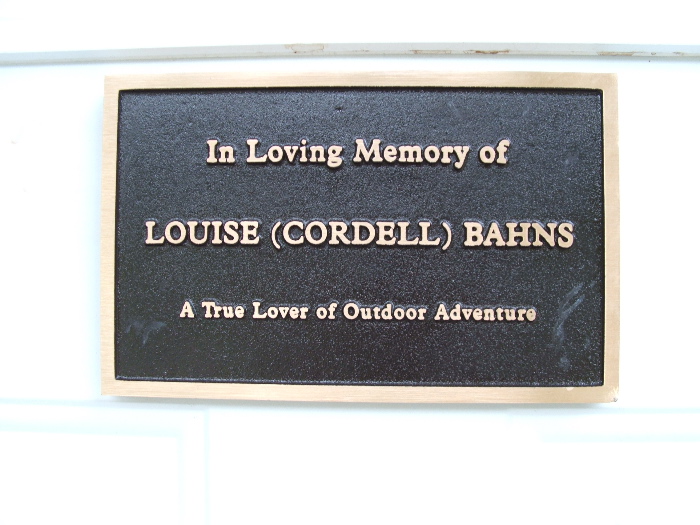 In Loving Memory of
LOUISE (CORDELL) BAHNS
A True Lover of Outdoor Adventure